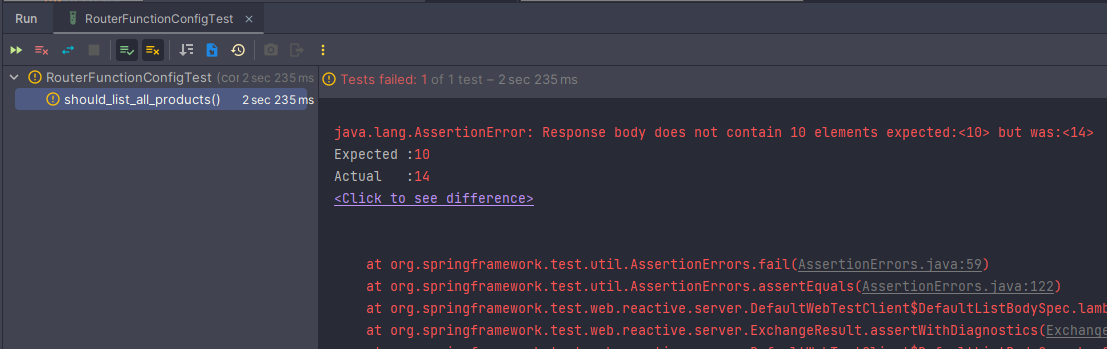 Run RouterFunctionConfigTest
RouterFunctionConfigTest (cor 2 sec 235 ms
should_list_all_products() 2 sec 235 ms
Tests failed: 1 of 1 test – 2 sec 235 ms
java.lang.AssertionError: Response body does not contain 10 elements expected:<10> but was:<14>
Expected :10
Actual   :14
<Click to see difference>
at org.springframework.test.util.AssertionErrors.fail(AssertionErrors.java:59)
at org.springframework.test.util.AssertionErrors.assertEquals(AssertionErrors.java:122)
at org.springframework.test.web.reactive.server.DefaultWebTestClient$DefaultListBodySpec.lamb
at org.springframework.test.web.reactive.server.ExchangeResult.assertWithDiagnostics(Exchange